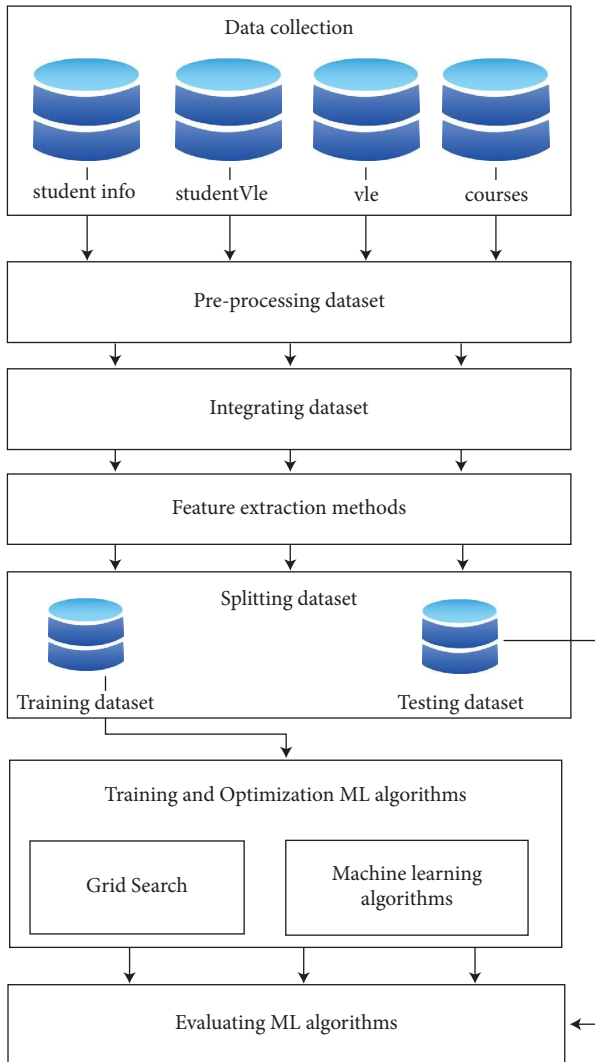 Data collection
student info
studentVle
vle
courses
Pre-processing dataset
Integrating dataset
Feature extraction methods
Splitting dataset
Training dataset
Testing dataset
Training and Optimization ML algorithms
Grid Search
Machine learning
algorithms
Evaluating ML algorithms